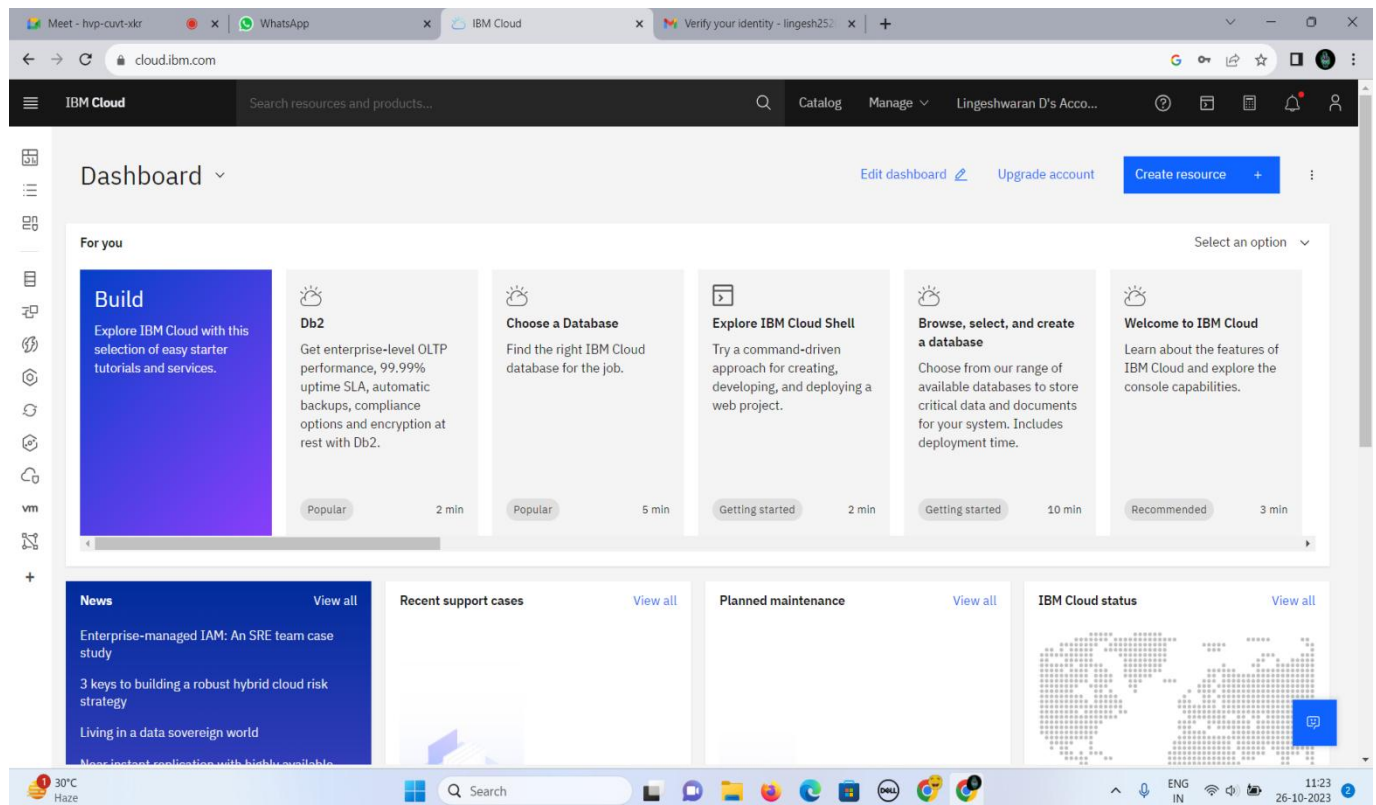 Meet - hvp-cuvt-xkr
WhatsApp
IBM Cloud
Verify your identity - lingesh252
cloud.ibm.com
IBM Cloud
Search resources and products...
Catalog
Manage
Lingeshwaran D's Acco...
Dashboard
Edit dashboard
Upgrade account
Create resource +
For you
Select an option
Build
Explore IBM Cloud with this
selection of easy starter
tutorials and services.
Db2
Get enterprise-level OLTP
performance, 99.99%
uptime SLA, automatic
backups, compliance
options and encryption at
rest with Db2.
Popular
2 min
Choose a Database
Find the right IBM Cloud
database for the job.
Popular
5 min
Explore IBM Cloud Shell
Try a command-driven
approach for creating,
developing, and deploying a
web project.
Getting started
2 min
Browse, select, and create
a database
Choose from our range of
available databases to store
critical data and documents
for your system. Includes
deployment time.
Getting started
10 min
Welcome to IBM Cloud
Learn about the features of
IBM Cloud and explore the
console capabilities.
Recommended
3 min
vm
News
View all
Enterprise-managed IAM: An SRE team case
study
3 keys to building a robust hybrid cloud risk
strategy
Living in a data sovereign world
Near instant replication with highly available
Recent support cases
View all
Planned maintenance
View all
IBM Cloud status
View all
1
30°C
Haze
Search
DELL
ENG
IN
11:23
26-10-2023
2